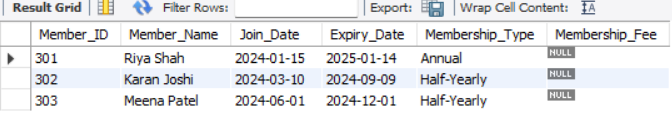 Result Grid Filter Rows: Export: Wrap Cell Content: IA
Member_ID Member_Name Join_Date Expiry_Date Membership_Type Membership_Fee
301 Riya Shah 2024-01-15 2025-01-14 Annual NULL
302 Karan Joshi 2024-03-10 2024-09-09 Half-Yearly NULL
303 Meena Patel 2024-06-01 2024-12-01 Half-Yearly NULL